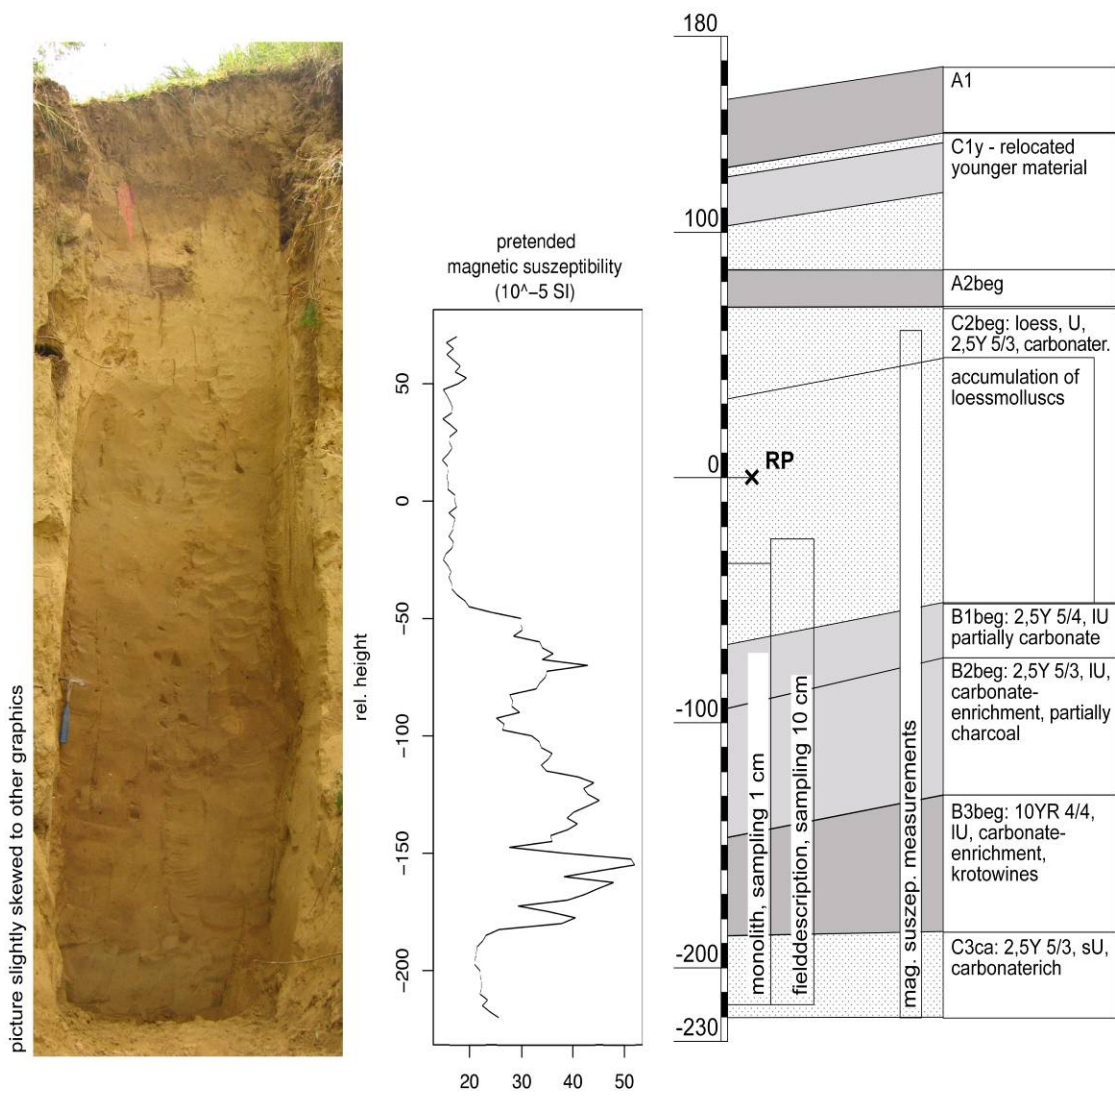 picture slightly skewed to other graphics
pretended
magnetic suszeptibility
(10^−5 SI)
rel. height
50
0
−50
−100
−150
−200
20
30
40
50
180
100
0
-100
-200
-230
RP
monolith, sampling 1 cm
fielddescription, sampling 10 cm
mag. suszep. measurements
A1
C1y - relocated
younger material
A2beg
C2beg: loess, U,
2,5Y 5/3, carbonater.
accumulation of
loessmolluscs
B1beg: 2,5Y 5/4, lU
partially carbonate
B2beg: 2,5Y 5/3, lU,
carbonate-
enrichment, partially
charcoal
B3beg: 10YR 4/4,
lU, carbonate-
enrichment,
krotowines
C3ca: 2,5Y 5/3, sU,
carbonaterich